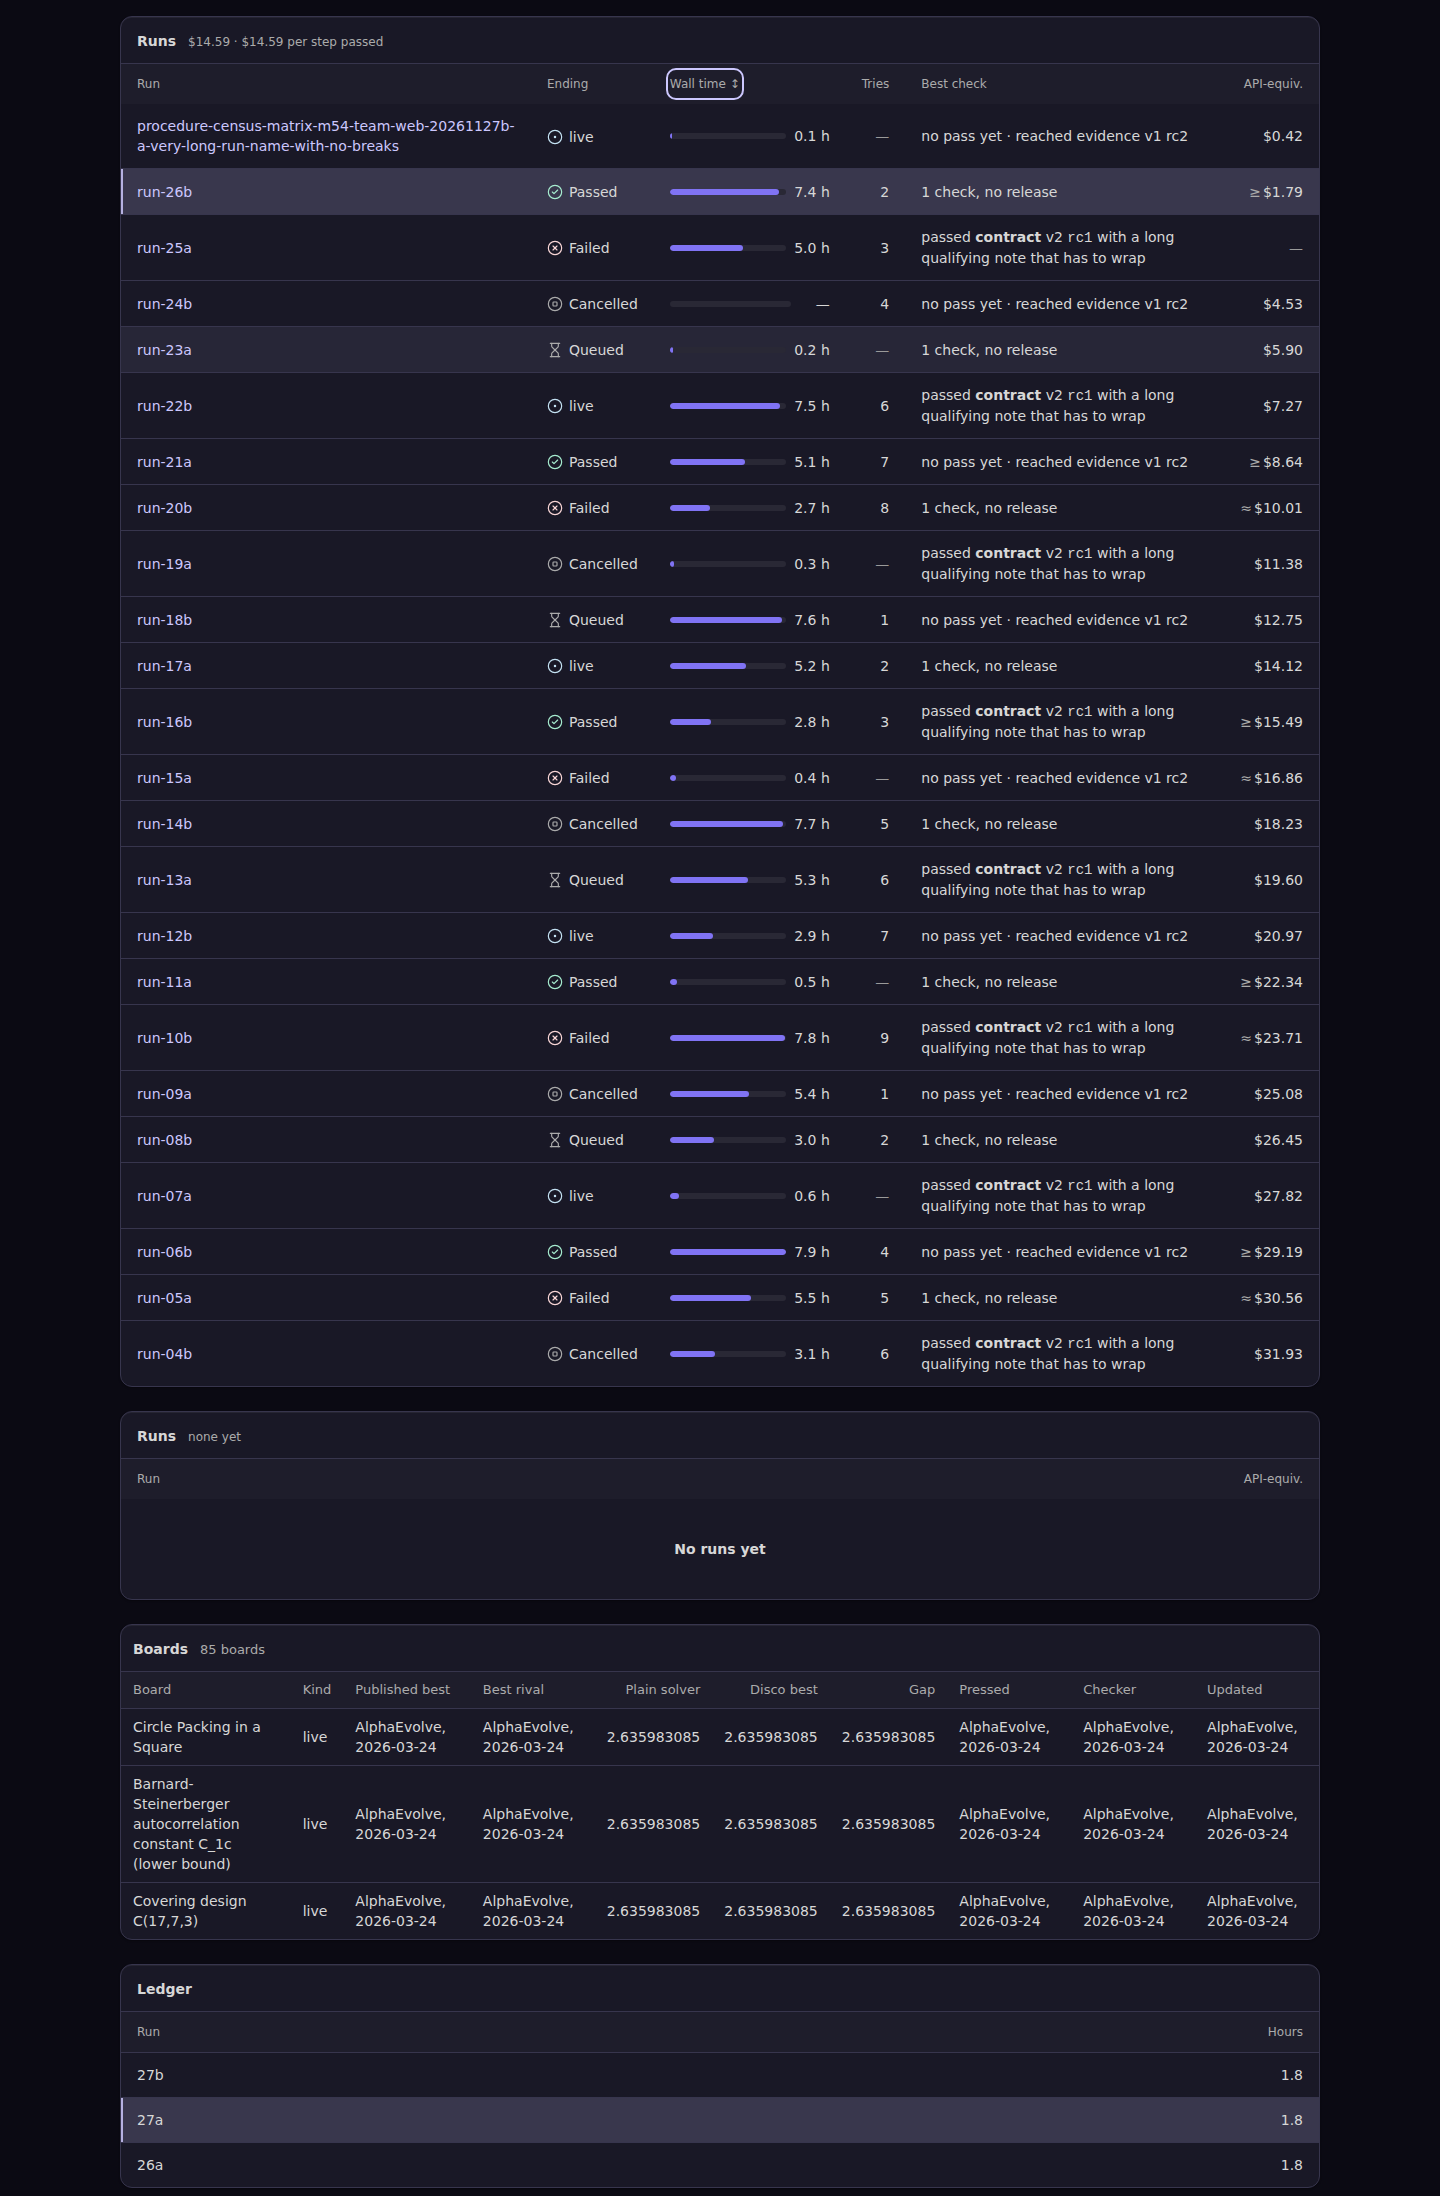 Runs $14.59 · $14.59 per step passed
Run Ending Wall time ↕ Tries Best check API-equiv.
procedure-census-matrix-m54-team-web-20261127b-
a-very-long-run-name-with-no-breaks
live 0.1 h — no pass yet · reached evidence v1 rc2 $0.42
run-26b Passed 7.4 h 2 1 check, no release ≥ $1.79
run-25a Failed 5.0 h 3 passed contract v2 rc1 with a long
qualifying note that has to wrap —
run-24b Cancelled — 4 no pass yet · reached evidence v1 rc2 $4.53
run-23a Queued 0.2 h — 1 check, no release $5.90
run-22b live 7.5 h 6 passed contract v2 rc1 with a long
qualifying note that has to wrap $7.27
run-21a Passed 5.1 h 7 no pass yet · reached evidence v1 rc2 ≥ $8.64
run-20b Failed 2.7 h 8 1 check, no release ≈ $10.01
run-19a Cancelled 0.3 h — passed contract v2 rc1 with a long
qualifying note that has to wrap $11.38
run-18b Queued 7.6 h 1 no pass yet · reached evidence v1 rc2 $12.75
run-17a live 5.2 h 2 1 check, no release $14.12
run-16b Passed 2.8 h 3 passed contract v2 rc1 with a long
qualifying note that has to wrap ≥ $15.49
run-15a Failed 0.4 h — no pass yet · reached evidence v1 rc2 ≈ $16.86
run-14b Cancelled 7.7 h 5 1 check, no release $18.23
run-13a Queued 5.3 h 6 passed contract v2 rc1 with a long
qualifying note that has to wrap $19.60
run-12b live 2.9 h 7 no pass yet · reached evidence v1 rc2 $20.97
run-11a Passed 0.5 h — 1 check, no release ≥ $22.34
run-10b Failed 7.8 h 9 passed contract v2 rc1 with a long
qualifying note that has to wrap ≈ $23.71
run-09a Cancelled 5.4 h 1 no pass yet · reached evidence v1 rc2 $25.08
run-08b Queued 3.0 h 2 1 check, no release $26.45
run-07a live 0.6 h — passed contract v2 rc1 with a long
qualifying note that has to wrap $27.82
run-06b Passed 7.9 h 4 no pass yet · reached evidence v1 rc2 ≥ $29.19
run-05a Failed 5.5 h 5 1 check, no release ≈ $30.56
run-04b Cancelled 3.1 h 6 passed contract v2 rc1 with a long
qualifying note that has to wrap $31.93
Runs none yet
Run API-equiv.
No runs yet
Boards 85 boards
Board Kind Published best Best rival Plain solver Disco best Gap Pressed Checker Updated
Circle Packing in a
Square
live AlphaEvolve,
2026-03-24
AlphaEvolve,
2026-03-24
2.635983085 2.635983085 2.635983085 AlphaEvolve,
2026-03-24
AlphaEvolve,
2026-03-24
AlphaEvolve,
2026-03-24
Barnard-
Steinerberger
autocorrelation
constant C_1c
(lower bound)
live AlphaEvolve,
2026-03-24
AlphaEvolve,
2026-03-24
2.635983085 2.635983085 2.635983085 AlphaEvolve,
2026-03-24
AlphaEvolve,
2026-03-24
AlphaEvolve,
2026-03-24
Covering design
C(17,7,3)
live AlphaEvolve,
2026-03-24
AlphaEvolve,
2026-03-24
2.635983085 2.635983085 2.635983085 AlphaEvolve,
2026-03-24
AlphaEvolve,
2026-03-24
AlphaEvolve,
2026-03-24
Ledger
Run Hours
27b 1.8
27a 1.8
26a 1.8